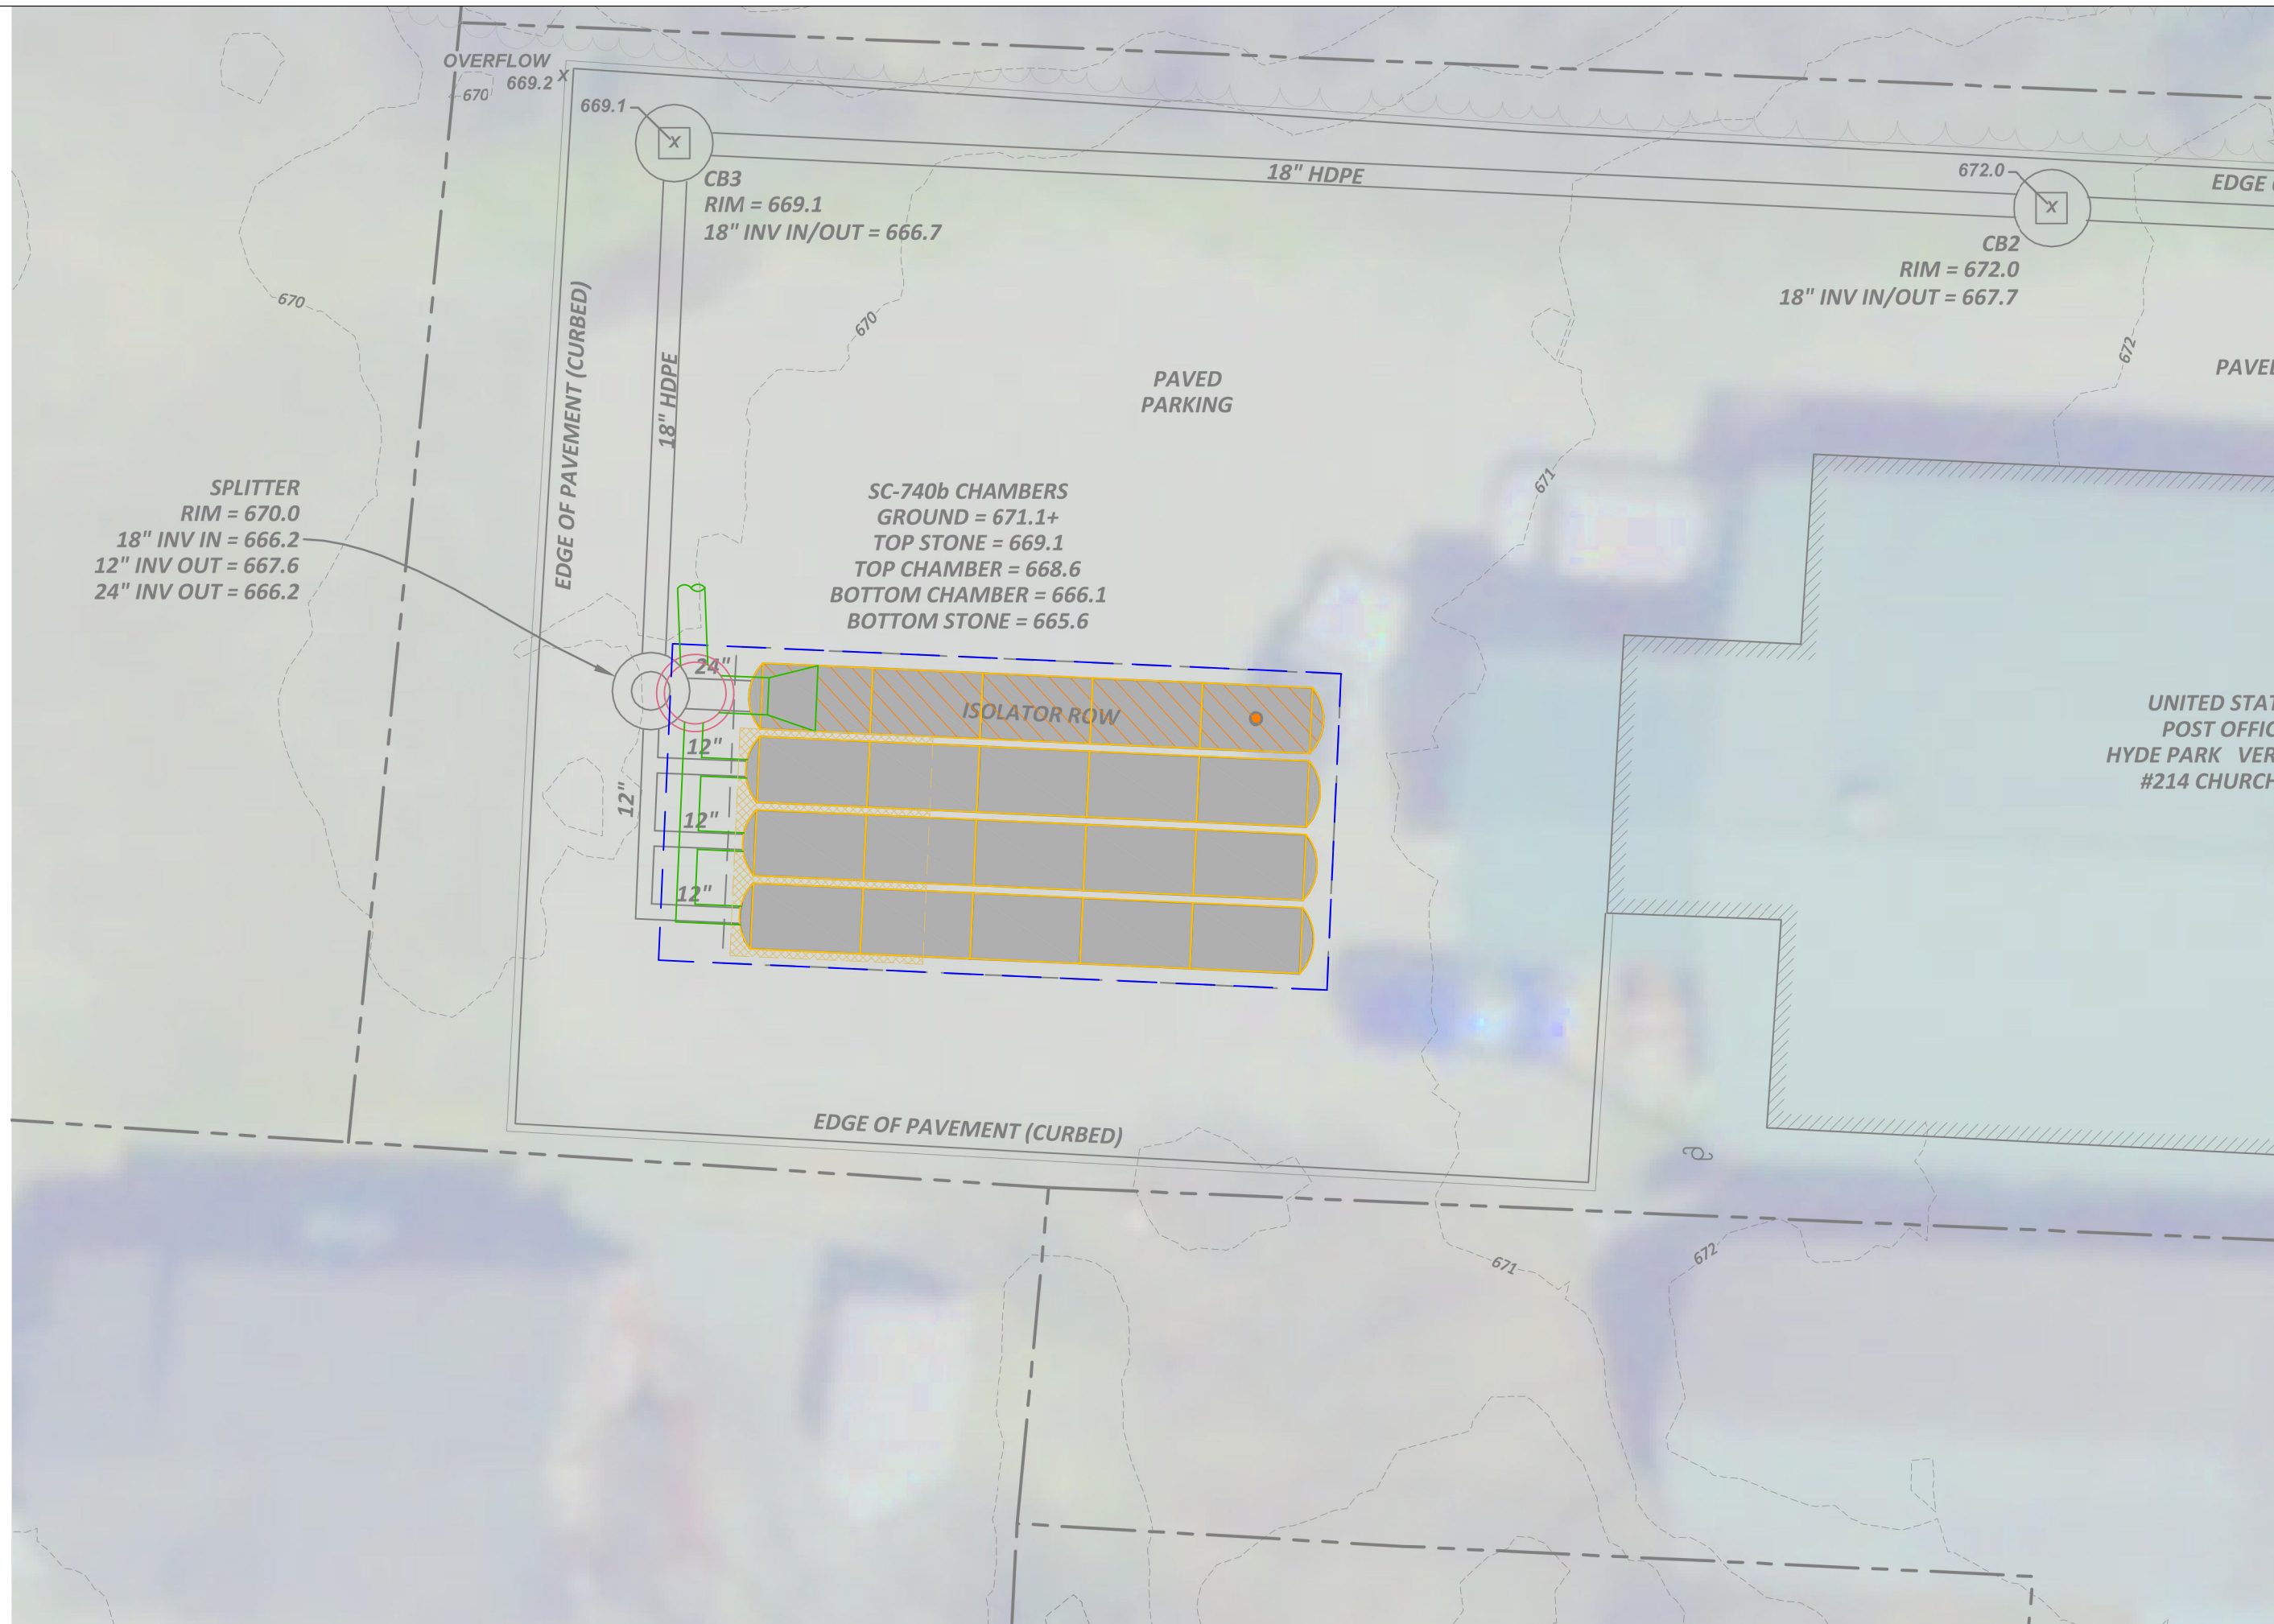 OVERFLOW
669.2 X
670
669.1
X
CB3
RIM = 669.1
18" INV IN/OUT = 666.7
18" HDPE
672.0
X
EDGE
CB2
RIM = 672.0
18" INV IN/OUT = 667.7
670
670
EDGE OF PAVEMENT (CURBED)
18" HDPE
PAVED
PARKING
672
671
SPLITTER
RIM = 670.0
18" INV IN = 666.2
12" INV OUT = 667.6
24" INV OUT = 666.2
SC-740b CHAMBERS
GROUND = 671.1+
TOP STONE = 669.1
TOP CHAMBER = 668.6
BOTTOM CHAMBER = 666.1
BOTTOM STONE = 665.6
24"
ISOLATOR ROW
12"
12"
12"
12"
POST
HYDE PARK
#214 CHURCH
UNITED
EDGE OF PAVEMENT (CURBED)
671
672